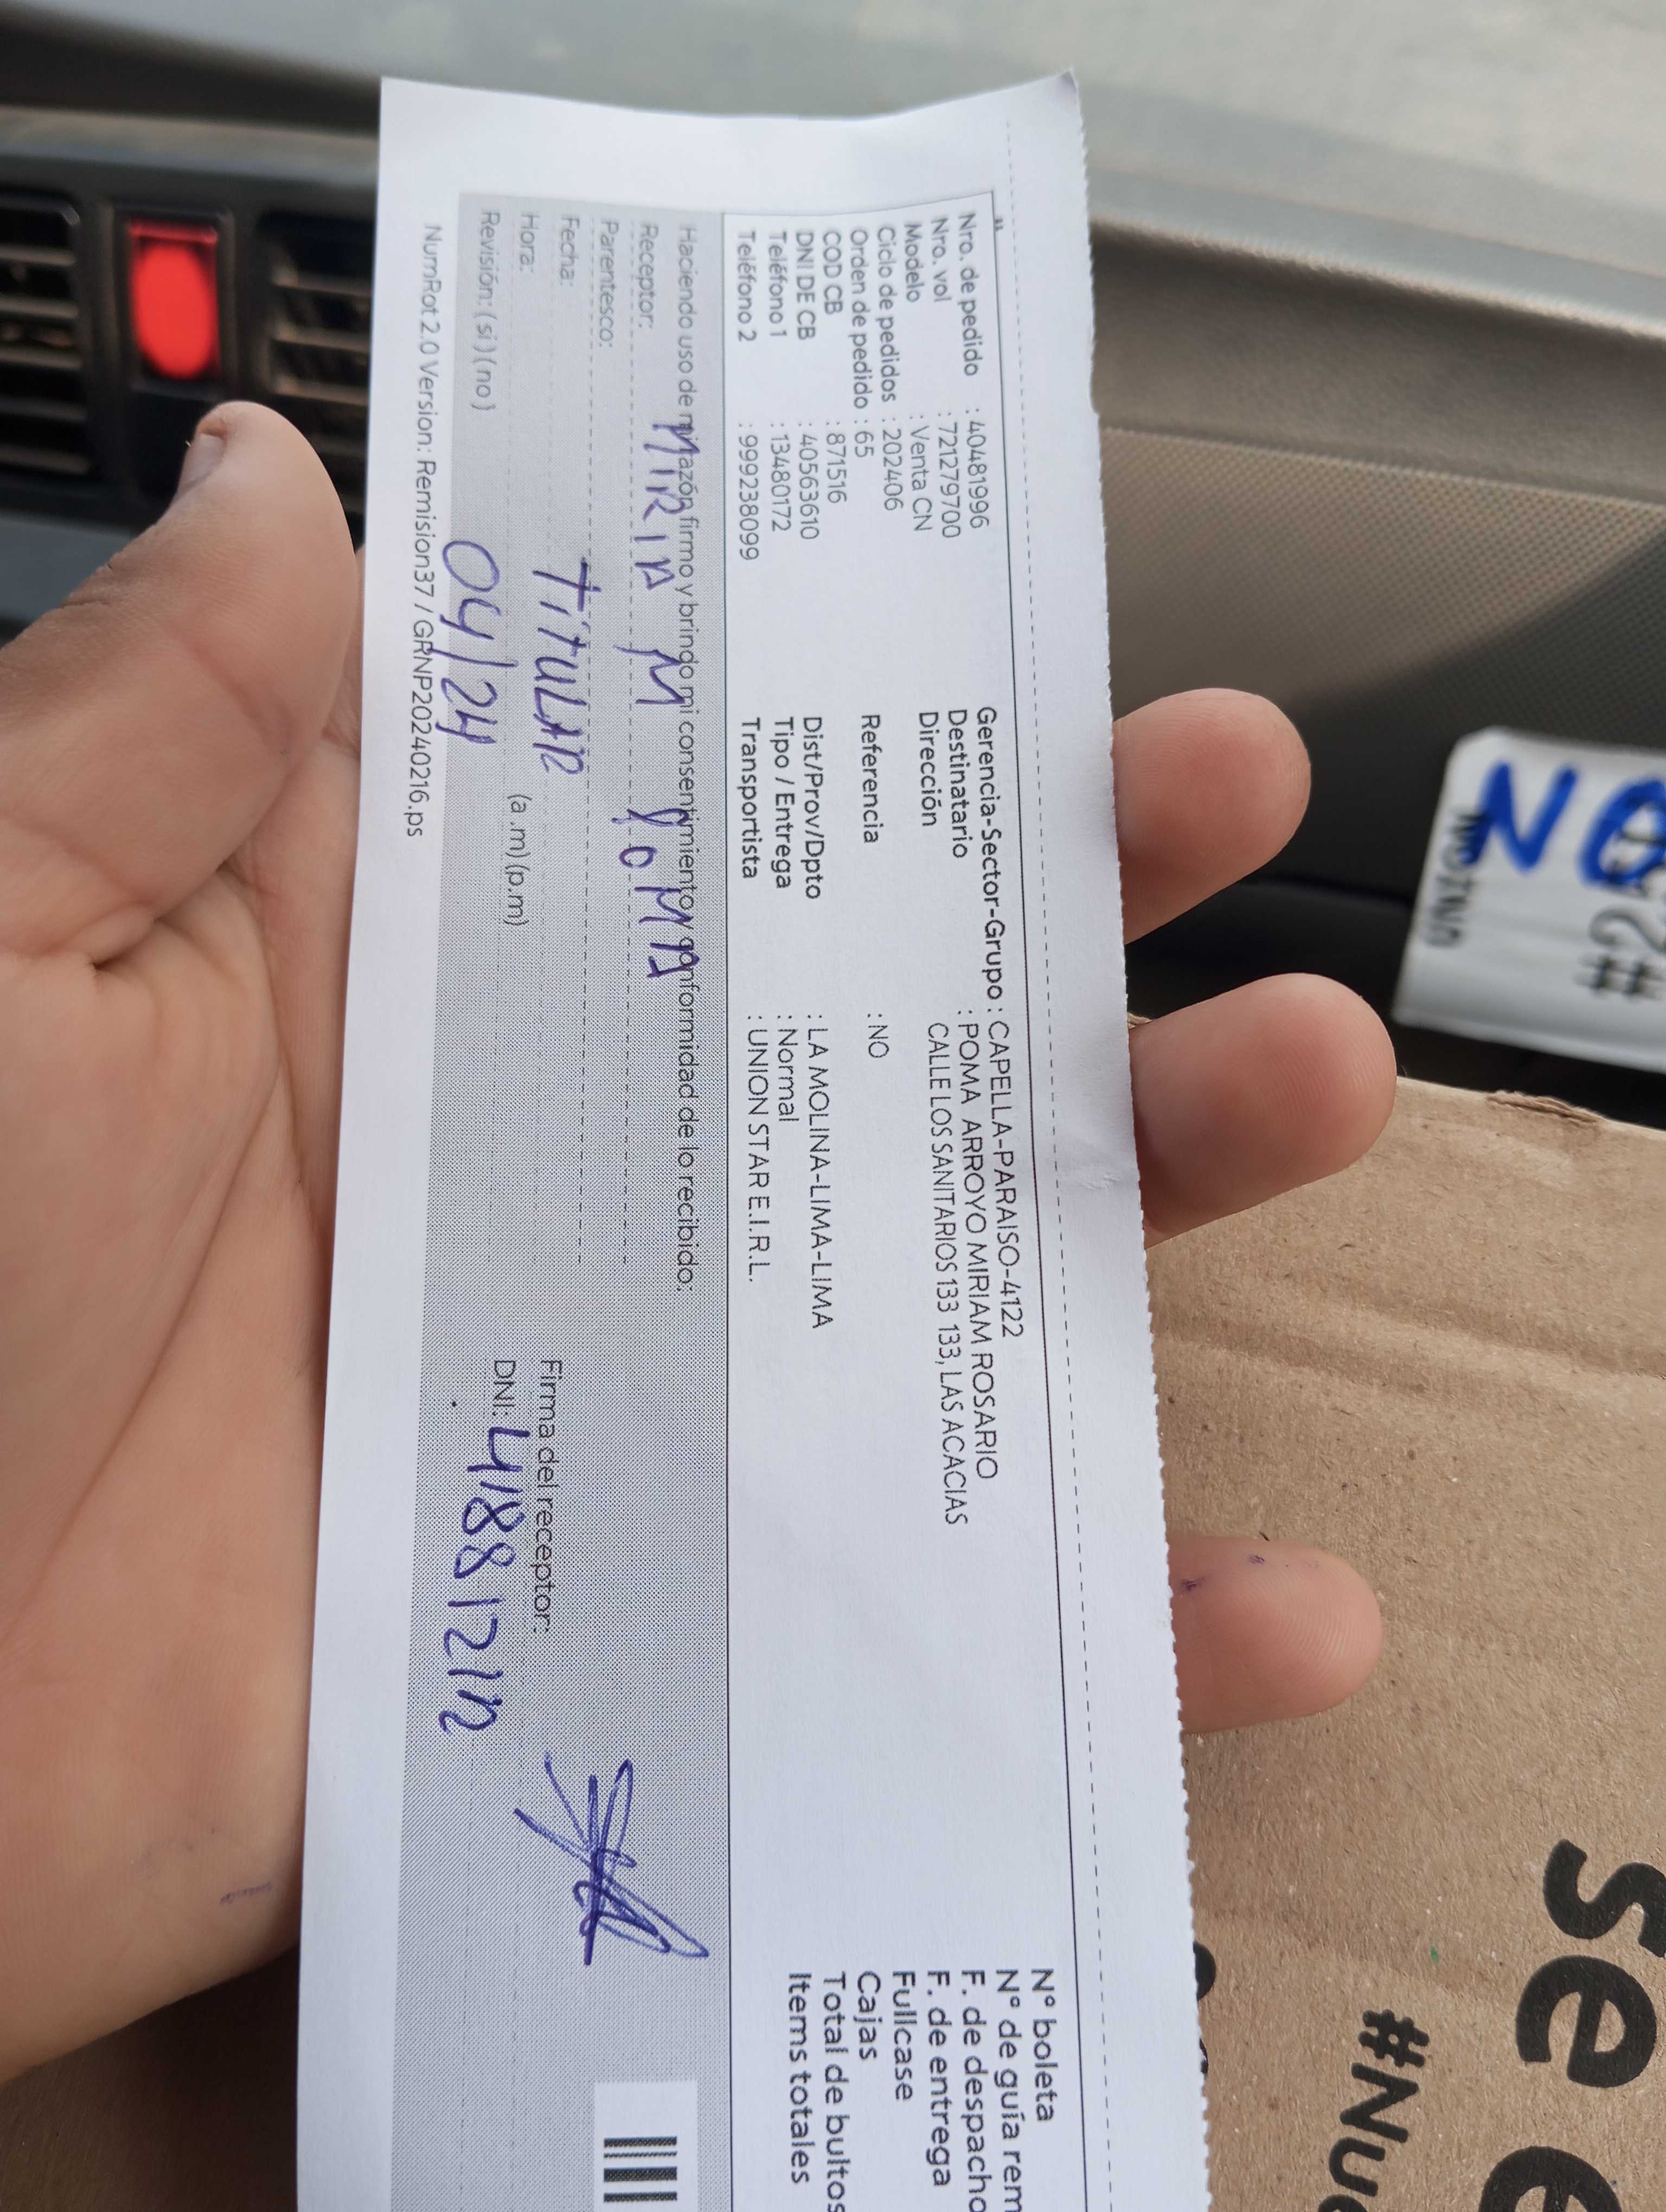 Nro. de pedido : 40481996
Nro. vol : 721279700
Modelo : Venta CN
Ciclo de pedidos : 202406
Orden de pedido : 65
COD CB : 871516
DNI DE CB : 40563610
Teléfono 1 : 13480172
Teléfono 2 : 999238099
Gerencia-Sector-Grupo : CAPELLA-PARAISO-4122
Destinatario : POMA ARROYO MIRIAM ROSARIO
Dirección CALLE LOS SANITARIOS 133 133, LAS ACACIAS
Referencia : NO
Dist/Prov/Dpto : LA MOLINA-LIMA-LIMA
Tipo / Entrega : Normal
Transportista : UNION STAR E.I.R.L.
N° boleta
N° de guía rem
F. de despacho
F. de entrega
Fullcase
Cajas
Total de bultos
Items totales
Haciendo uso de mi razón firmo y brindo mi consentimiento y conformidad de lo recibido:
Receptor: POMA
Parentesco: TITULAR
Fecha: 04/24
Hora: (a .m) (p.m)
Revisión: ( si ) ( no )
Firma del receptor:
DNI:
NumRot 2.0 Version: Remision37 / GRNP20240216.ps
se
#Nu